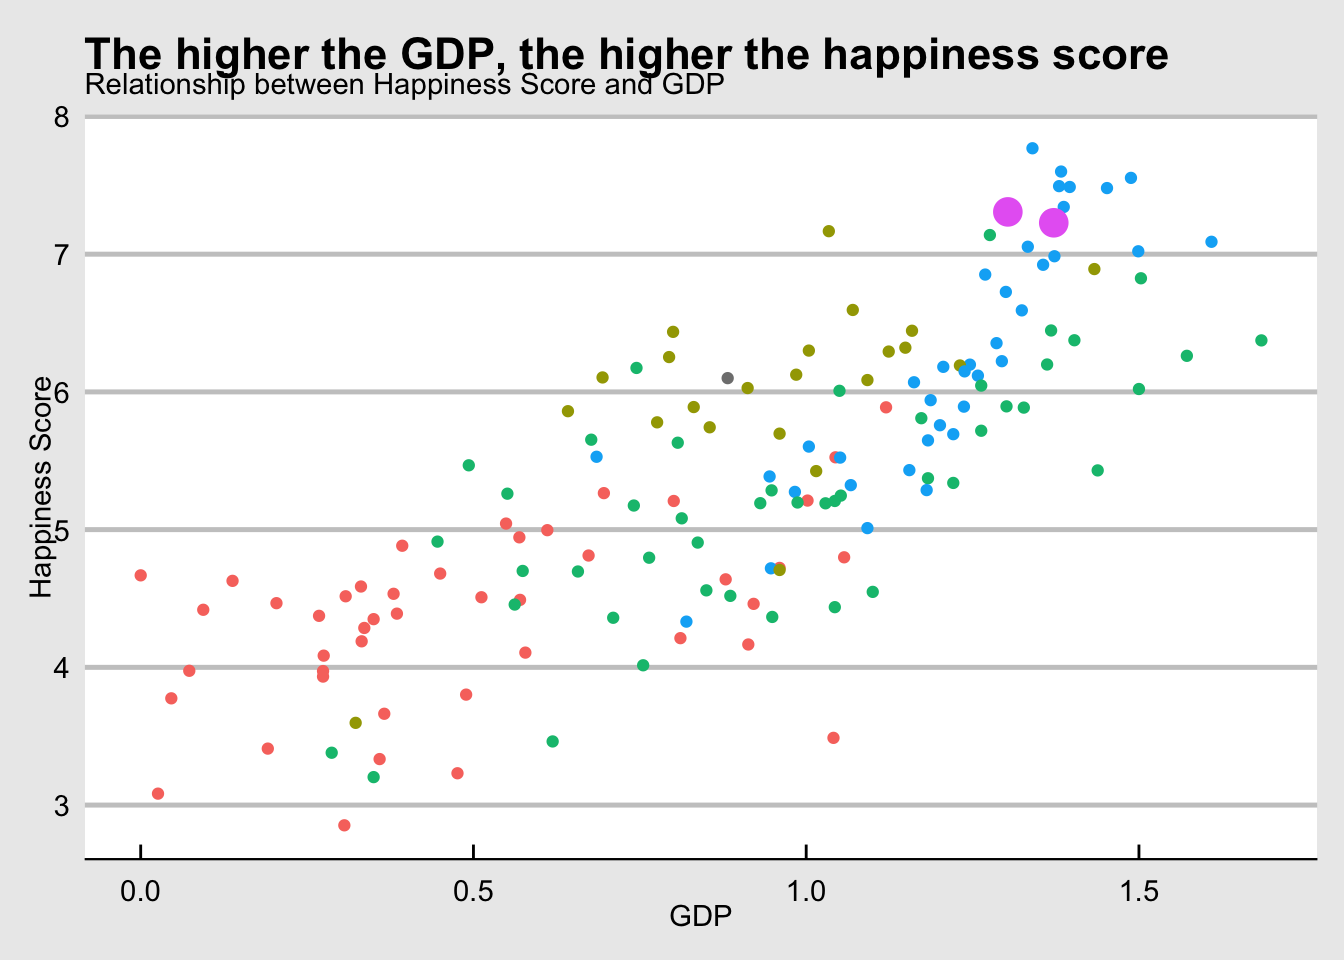 The higher the GDP, the higher the happiness score
Relationship between Happiness Score and GDP
8
7
6
5
4
3
Happiness Score
0.0 0.5 1.0 1.5
GDP